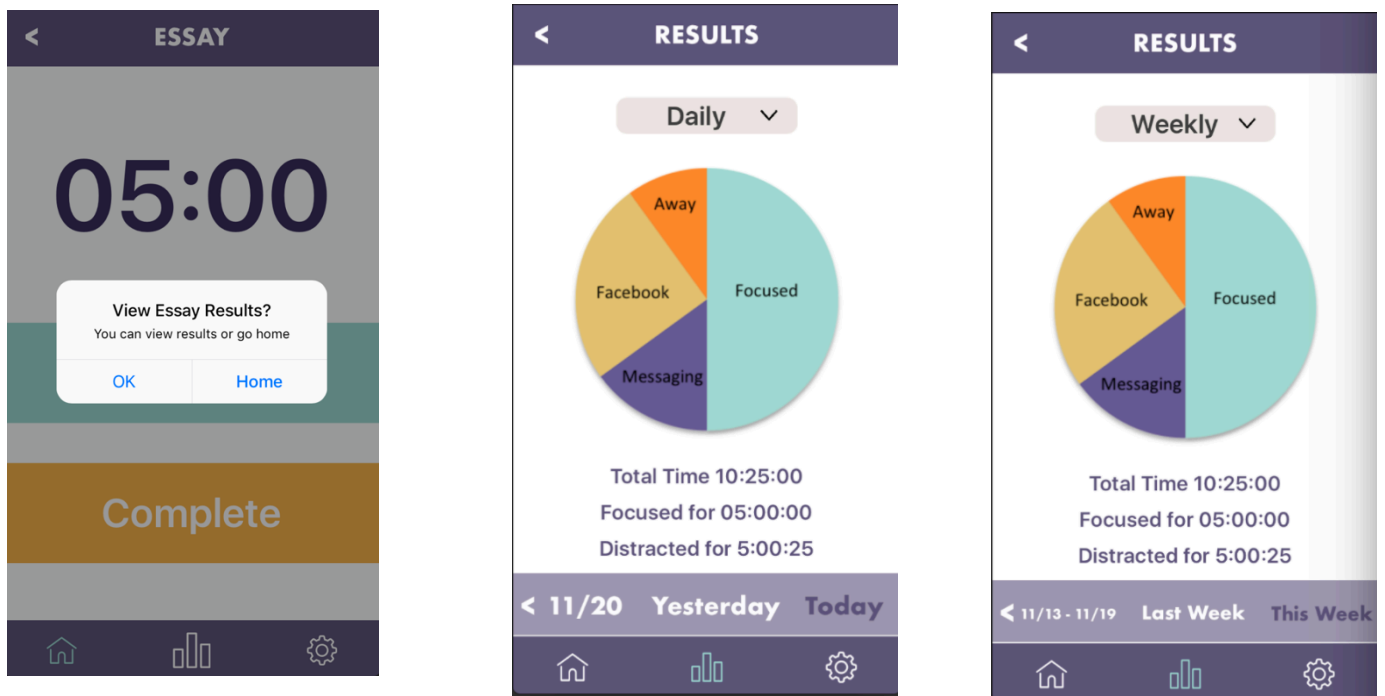 < ESSAY
05:00
View Essay Results?
You can view results or go home
OK Home
Complete
< RESULTS
Daily
Away
Facebook
Focused
Messaging
Total Time 10:25:00
Focused for 05:00:00
Distracted for 5:00:25
< 11/20 Yesterday Today
< RESULTS
Weekly
Away
Facebook
Focused
Messaging
Total Time 10:25:00
Focused for 05:00:00
Distracted for 5:00:25
< 11/13 - 11/19 Last Week This Week